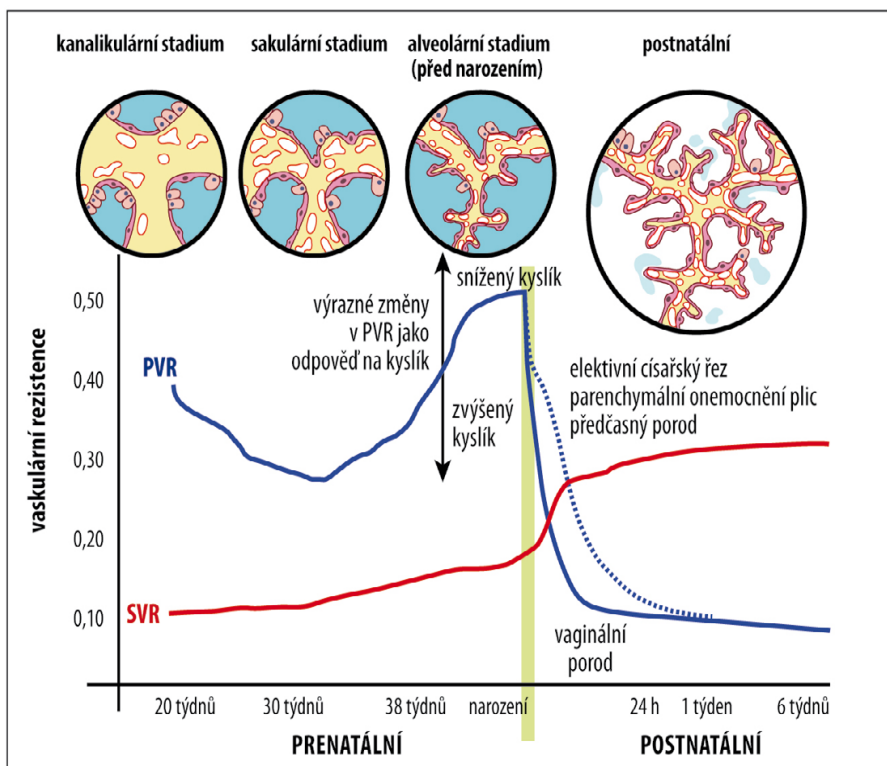 kanalikulární stadium
sakulární stadium
alveolární stadium
(před narozením)
postnatální
vaskulární rezistence
0,50
0,40
0,30
0,20
0,10
PVR
SVR
výrazné změny
v PVR jako
odpověď na kyslík
snížený kyslík
zvýšený
kyslík
elektivní císařský řez
parenchymální onemocnění plic
předčasný porod
vaginální
porod
20 týdnů
30 týdnů
38 týdnů
narození
24 h
1 týden
6 týdnů
PRENATÁLNÍ
POSTNATÁLNÍ